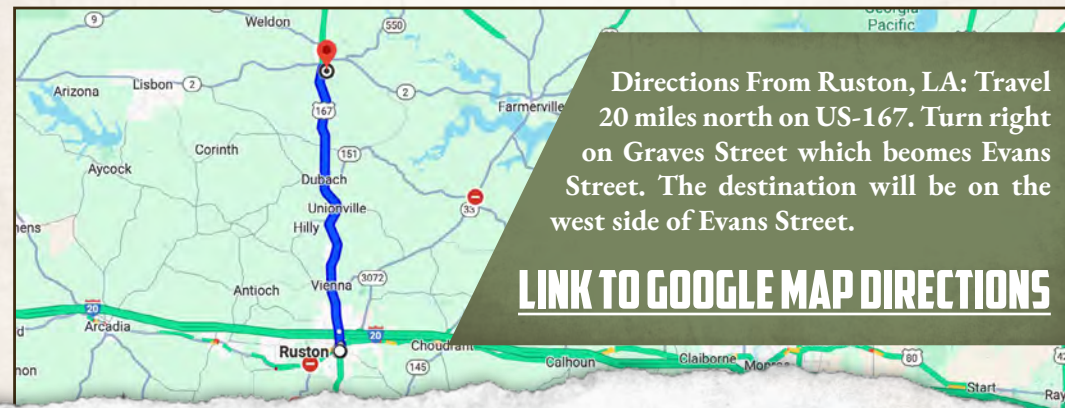 Georgia
Pacific
Weldon
9
550
Arizona
Lisbon
2
2
167
Farmerville
Corinth
151
Aycock
Dubach
33
Unionville
Hilly
Vienna
3072
Antioch
20
Arcadia
20
Ruston
Choudrant
145
Calhoun
Claiborne
80
Start
Directions From Ruston, LA: Travel
20 miles north on US-167. Turn right
on Graves Street which beomes Evans
Street. The destination will be on the
west side of Evans Street.
LINK TO GOOGLE MAP DIRECTIONS